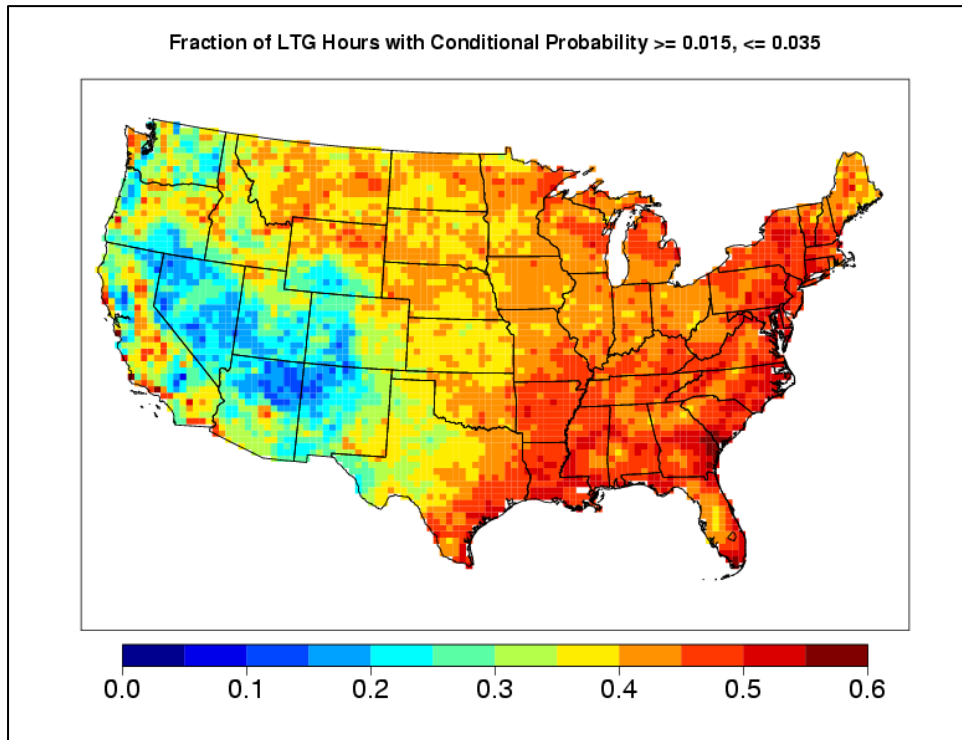 Fraction of LTG Hours with Conditional Probability >= 0.015, <= 0.035
0.0 0.1 0.2 0.3 0.4 0.5 0.6